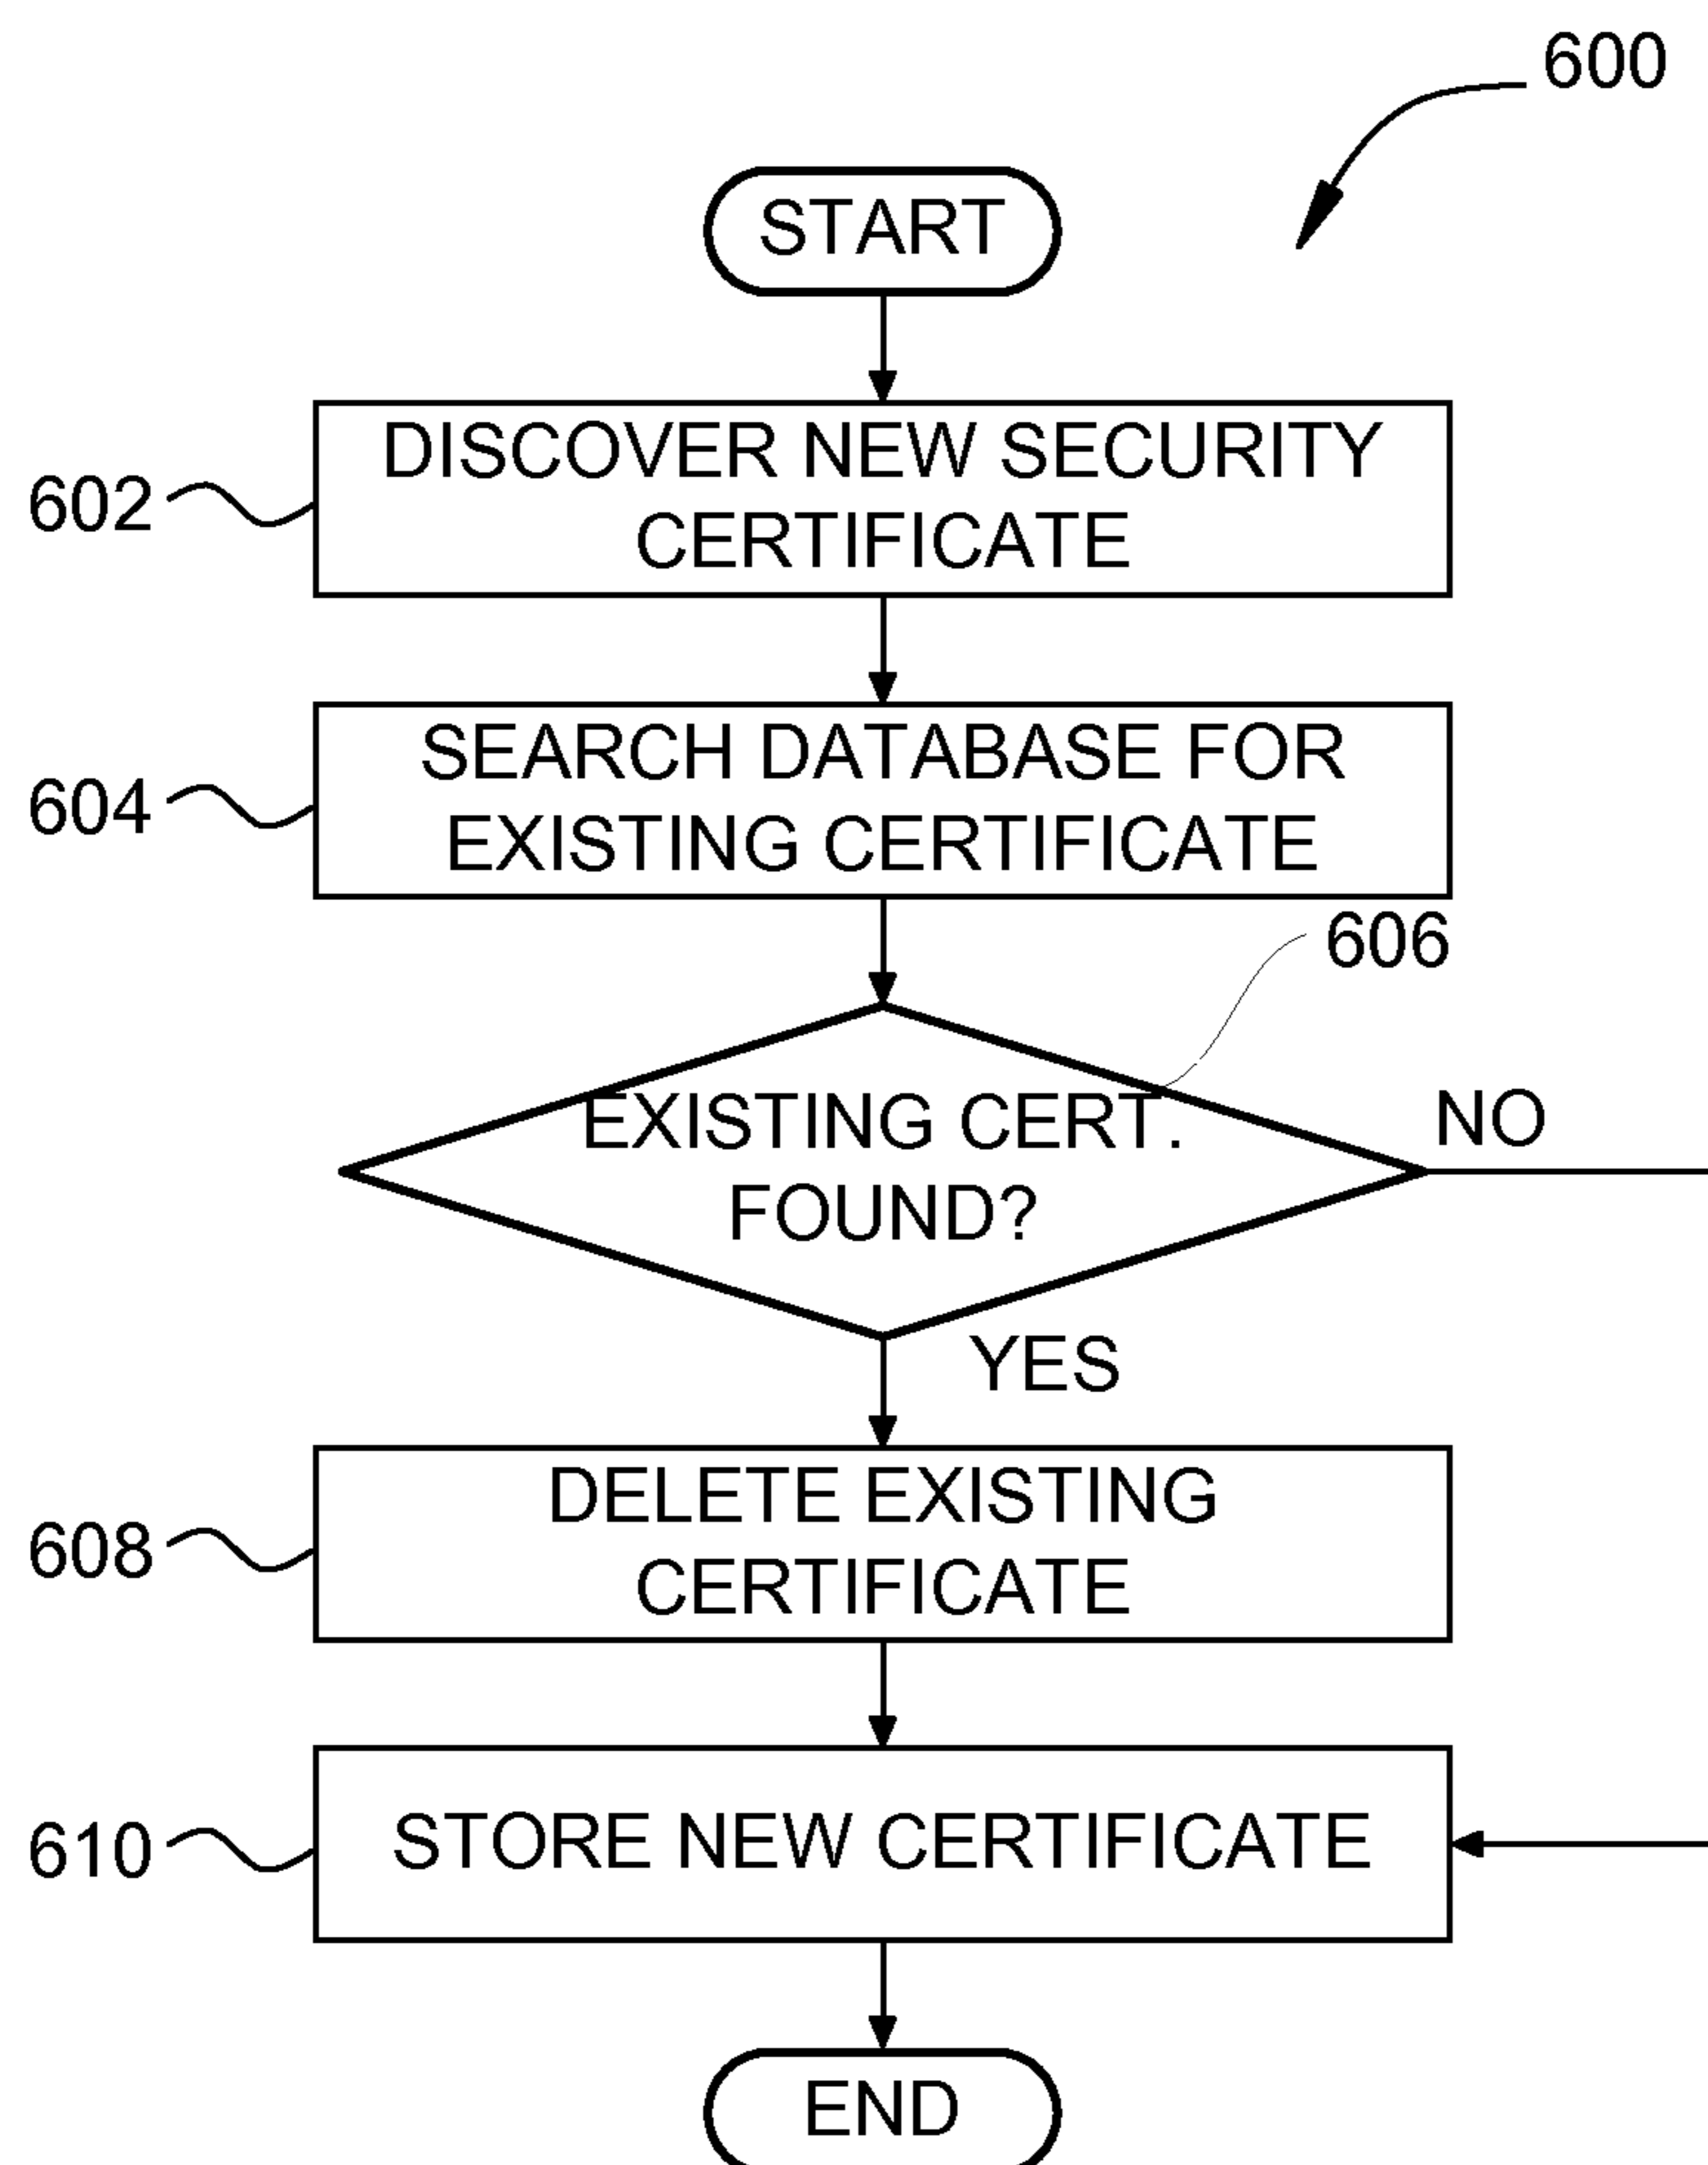 600
START
602
DISCOVER NEW SECURITY
CERTIFICATE
604
SEARCH DATABASE FOR
EXISTING CERTIFICATE
606
EXISTING CERT.
FOUND?
NO
YES
608
DELETE EXISTING
CERTIFICATE
610
STORE NEW CERTIFICATE
END